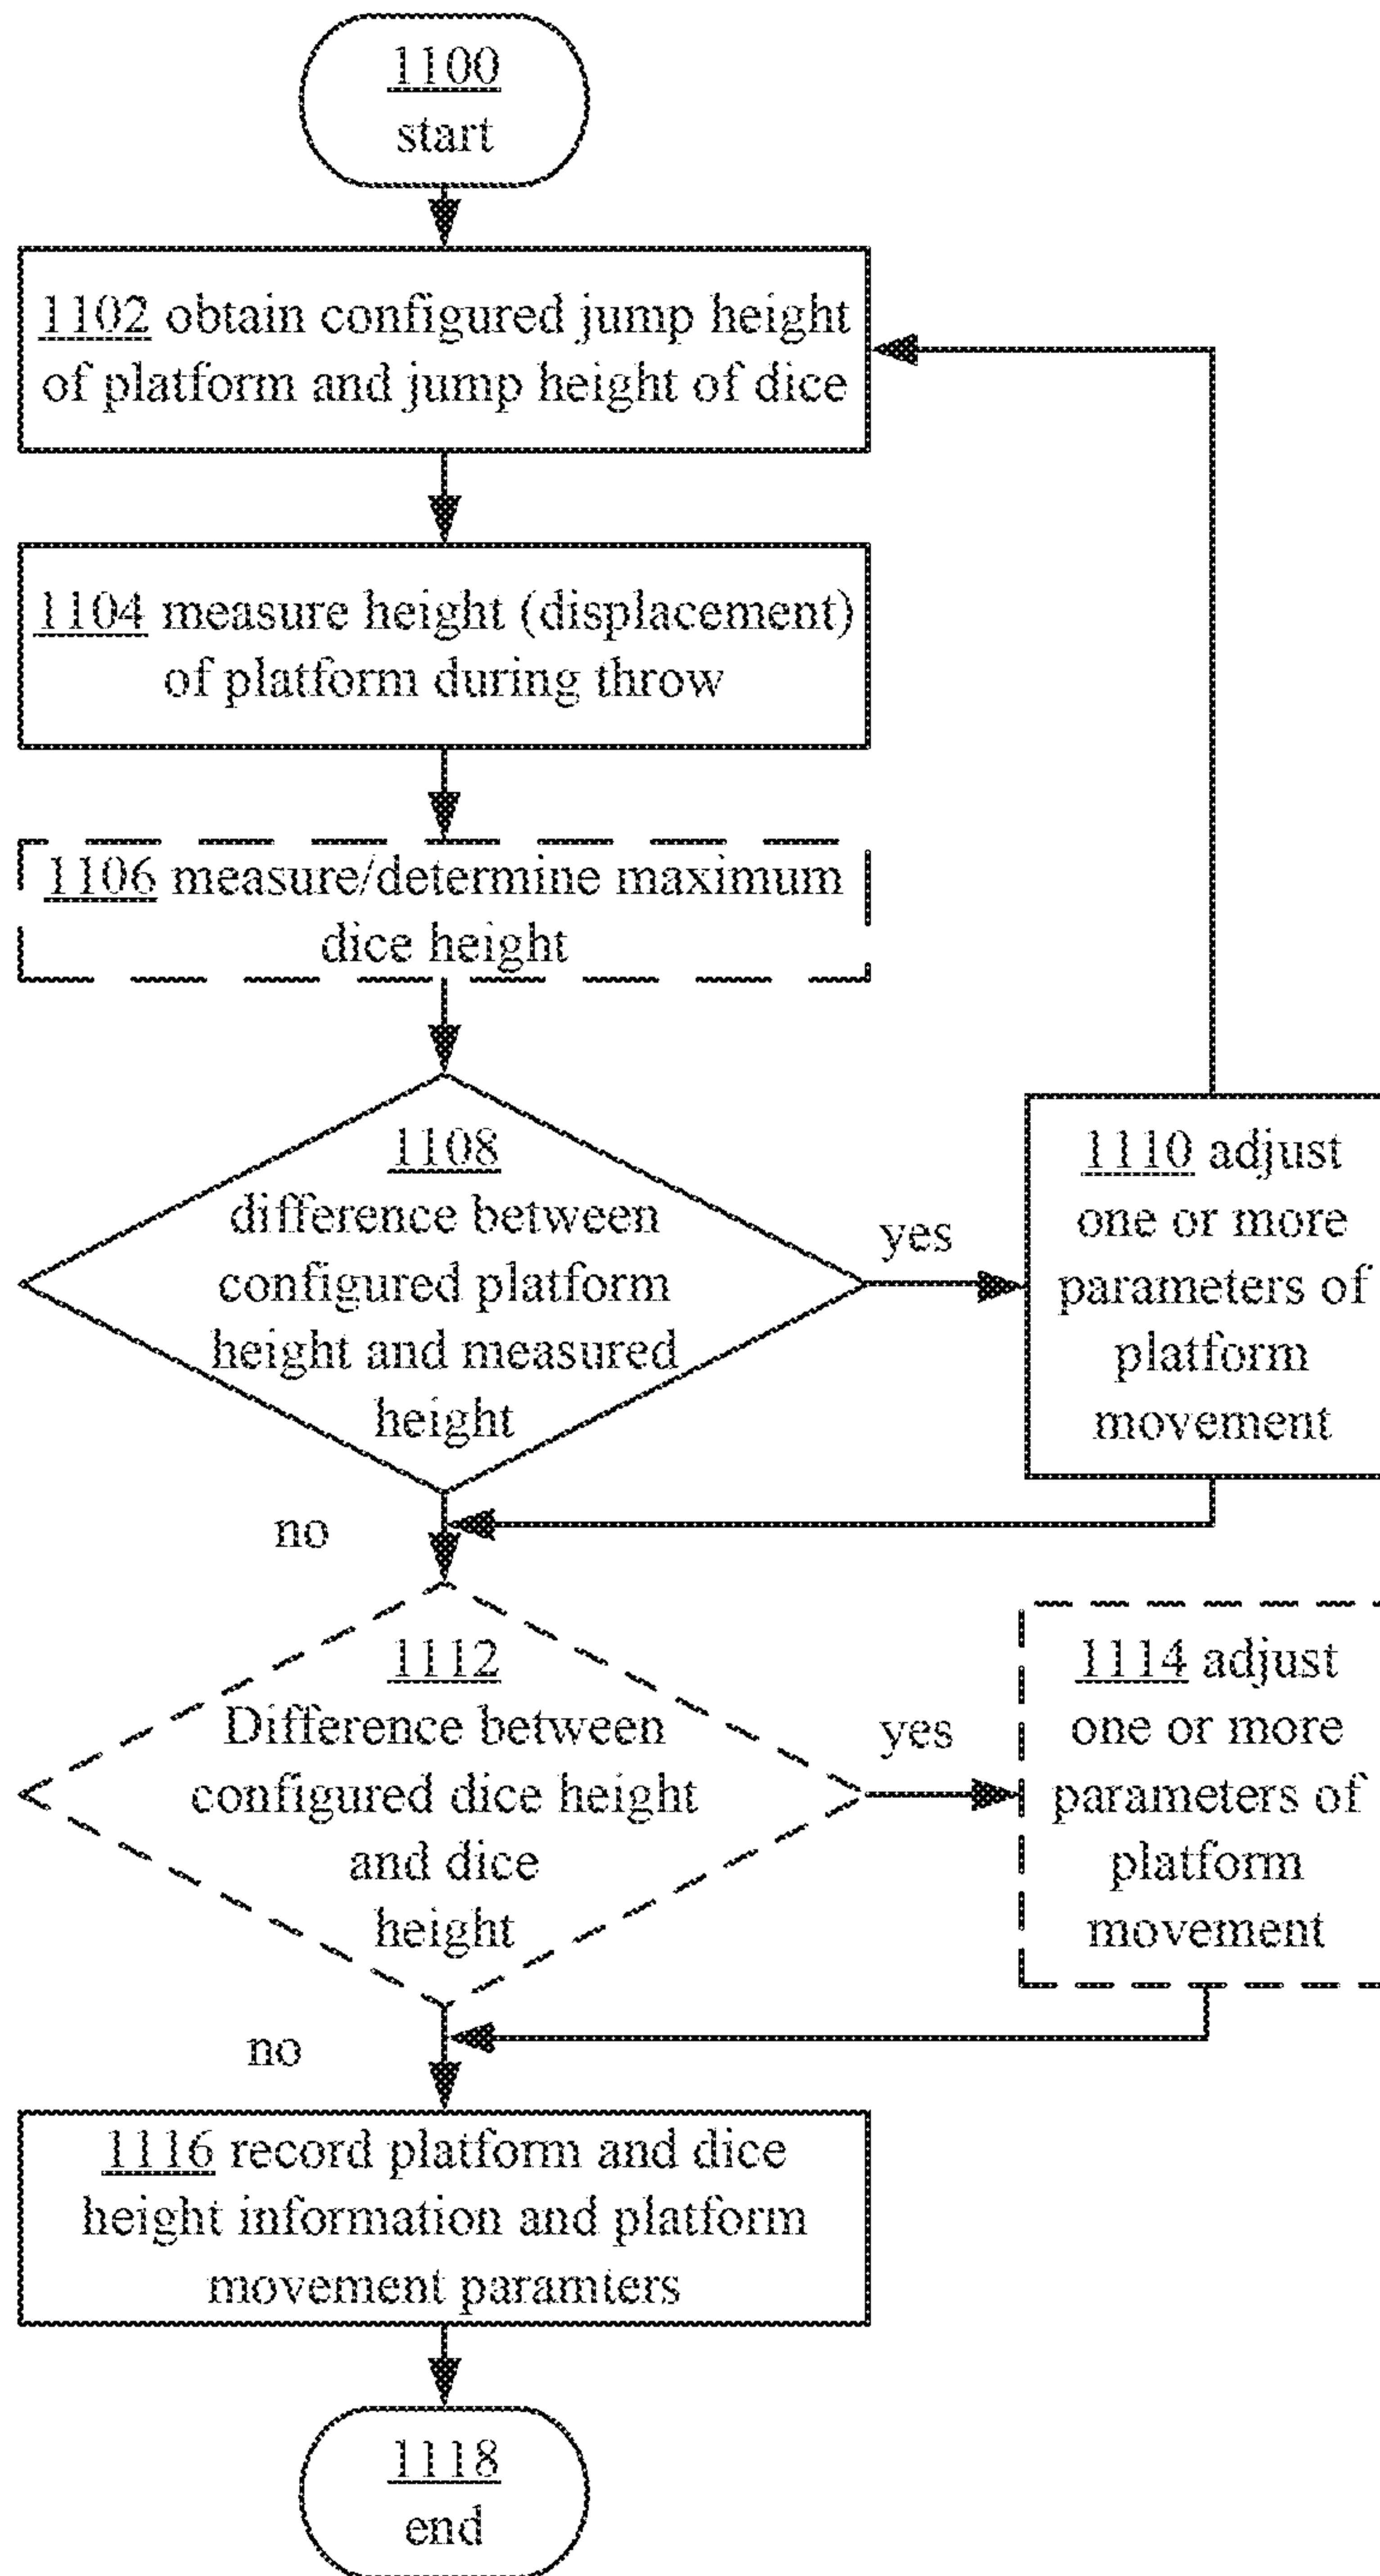 1100
start
1102 obtain configured jump height
of platform and jump height of dice
1104 measure height (displacement)
of platform during throw
1106 measure/determine maximum
dice height
1108
difference between
configured platform
height and measured
height
yes
1110 adjust
one or more
parameters of
platform
movement
no
1112
Difference between
configured dice height
and dice
height
yes
1114 adjust
one or more
parameters of
platform
movement
no
1116 record platform and dice
height information and platform
movement paramters
1118
end